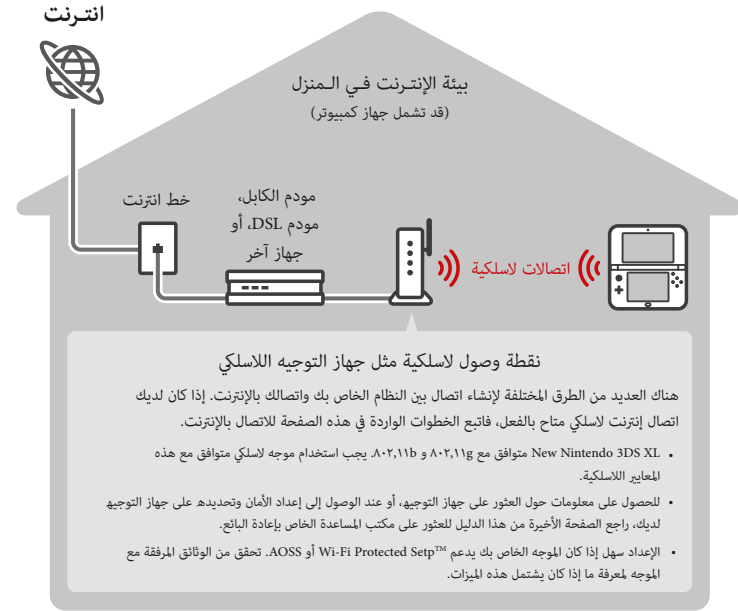 انترنت
بيئة الإنترنت في المنزل
(قد تشمل جهاز كمبيوتر)
خط انترنت
مودم الكابل،
مودم DSL، أو
جهاز آخر
اتصالات لاسلكية
نقطة وصول لاسلكية مثل جهاز التوجيه اللاسلكي
هناك العديد من الطرق المختلفة لإنشاء اتصال بين النظام الخاص بك واتصالك بالإنترنت. إذا كان لديك
اتصال إنترنت لاسلكي متاح بالفعل، فاتبع الخطوات الواردة في هذه الصفحة للاتصال بالإنترنت.
• New Nintendo 3DS XL متوافق مع ٨٠٢,١١g و ٨٠٢,١١b. يجب استخدام موجه لاسلكي متوافق مع هذه
المعايير اللاسلكية.
• للحصول على معلومات حول العثور على جهاز التوجيه، أو عند الوصول إلى إعداد الأمان وتحديده على جهاز التوجيه
لديك، راجع الصفحة الأخيرة من هذا الدليل للعثور على مكتب المساعدة الخاص بإعادة البائع.
• الإعداد سهل إذا كان الموجه الخاص بك يدعم Wi-Fi Protected Setp™ أو AOSS. تحقق من الوثائق المرفقة مع
الموجه لمعرفة ما إذا كان يشتمل هذه الميزات.